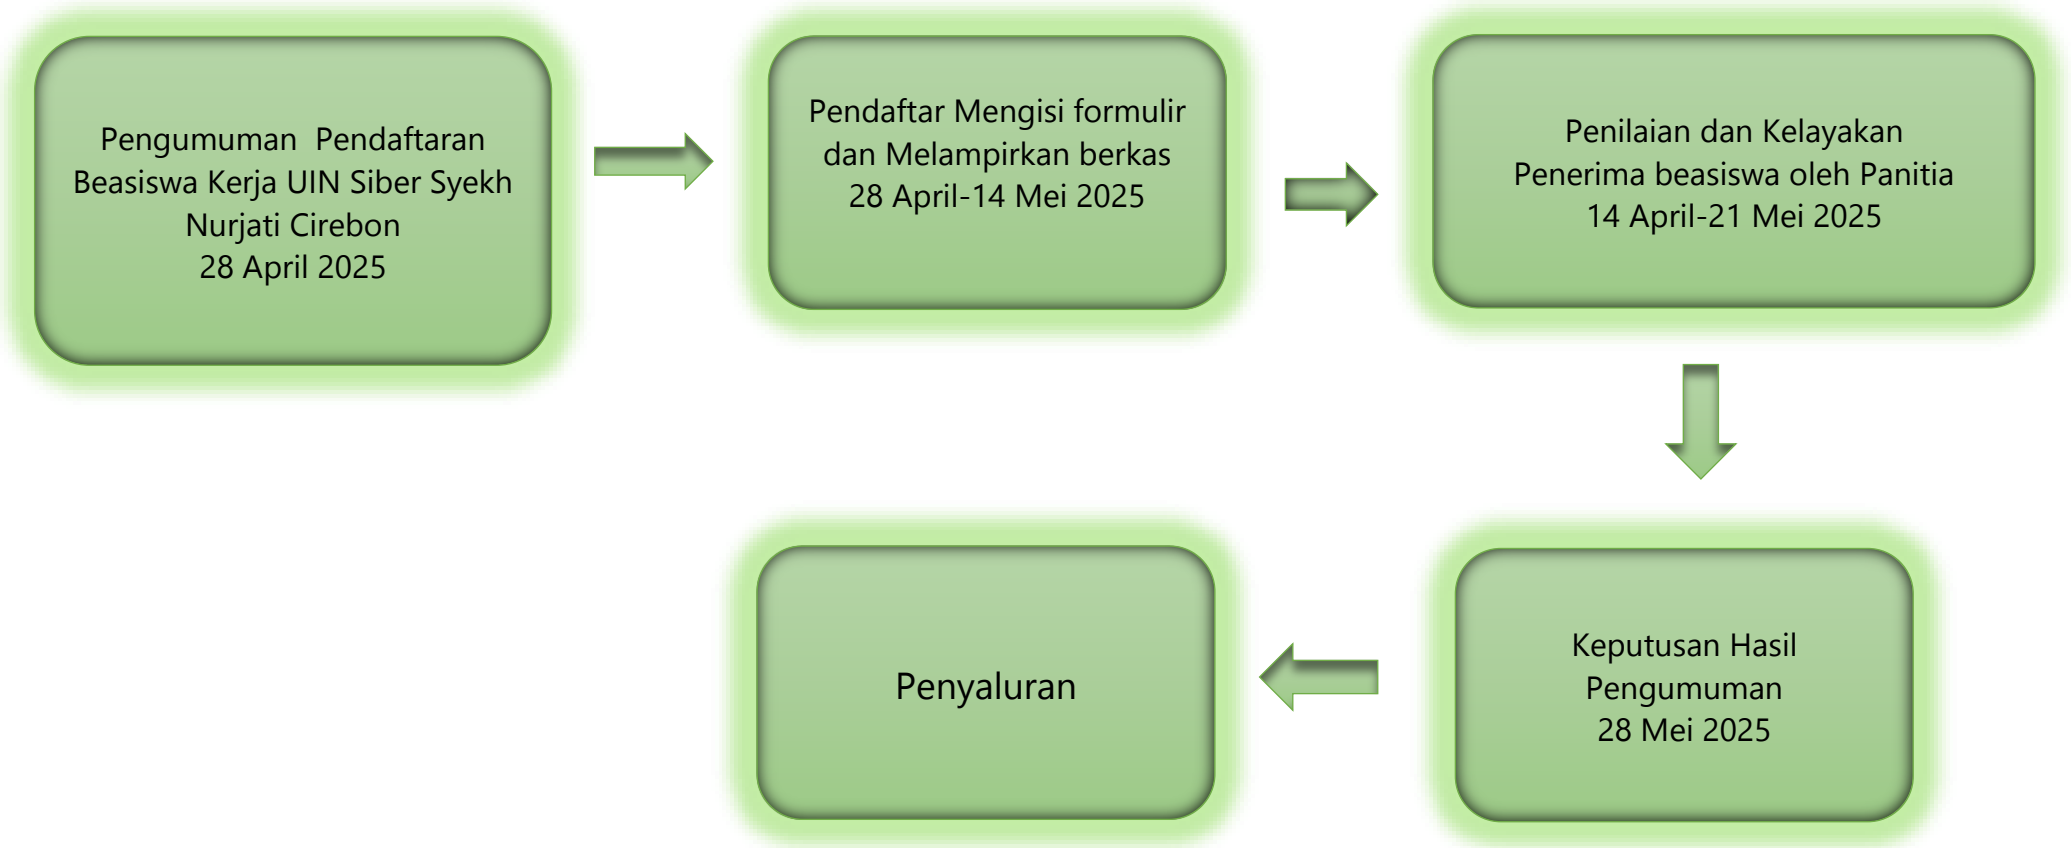 Pengumuman  Pendaftaran
Beasiswa Kerja UIN Siber Syekh
Nurjati Cirebon
28 April 2025
Pendaftar Mengisi formulir
dan Melampirkan berkas
28 April-14 Mei 2025
Penilaian dan Kelayakan
Penerima beasiswa oleh Panitia
14 April-21 Mei 2025
Keputusan Hasil
Pengumuman
28 Mei 2025
Penyaluran